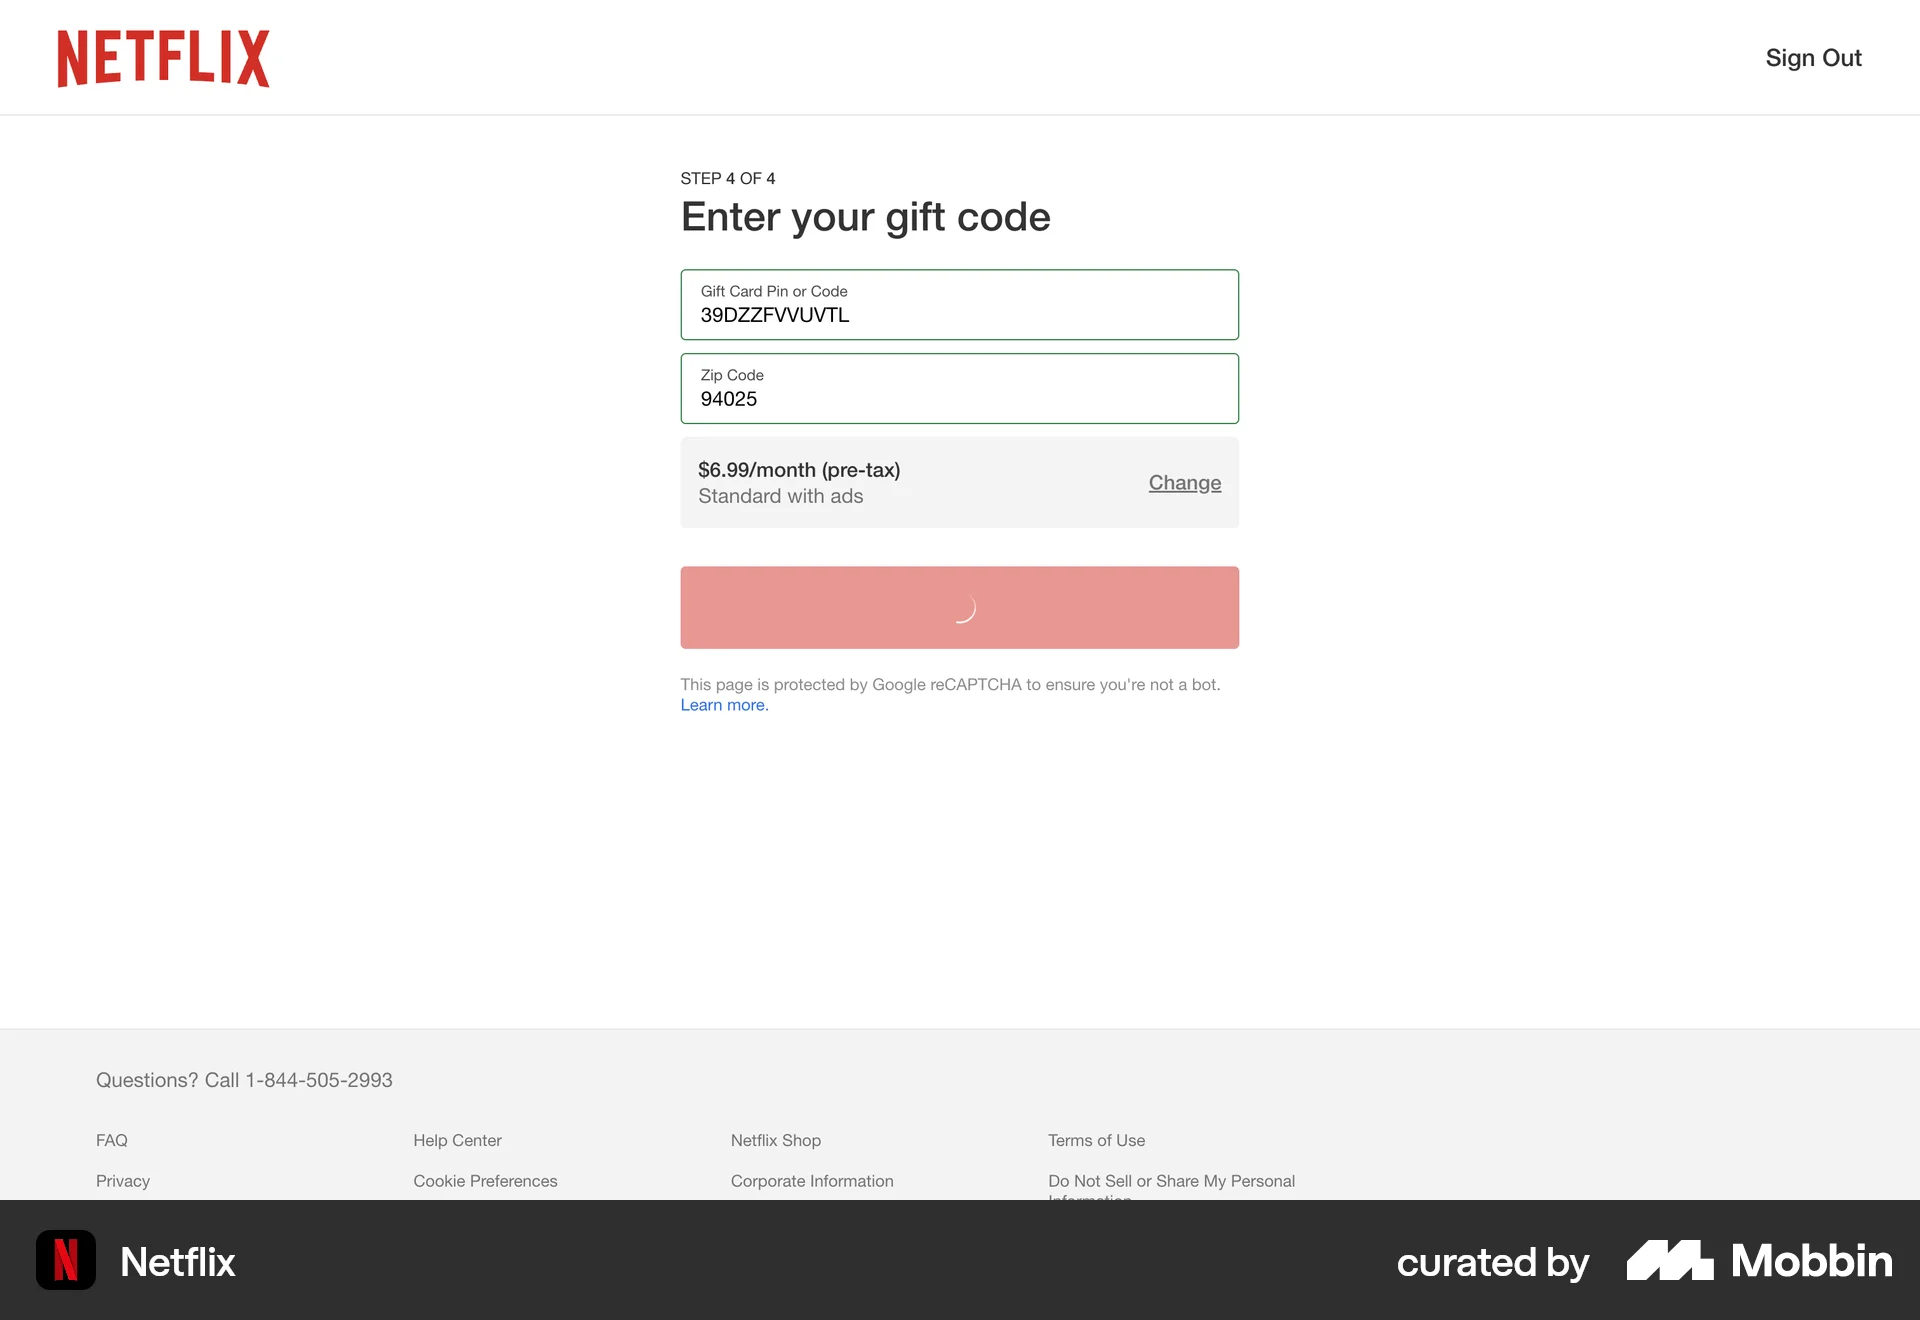 NETFLIX
Sign Out
STEP 4 OF 4
Enter your gift code
Gift Card Pin or Code
39DZZFVVUVTL
Zip Code
94025
$6.99/month (pre-tax)
Standard with ads
Change
This page is protected by Google reCAPTCHA to ensure you're not a bot.
Learn more.
Questions? Call 1-844-505-2993
FAQ
Help Center
Netflix Shop
Terms of Use
Privacy
Cookie Preferences
Corporate Information
Do Not Sell or Share My Personal
Information
N
Netflix
curated by
Mobbin